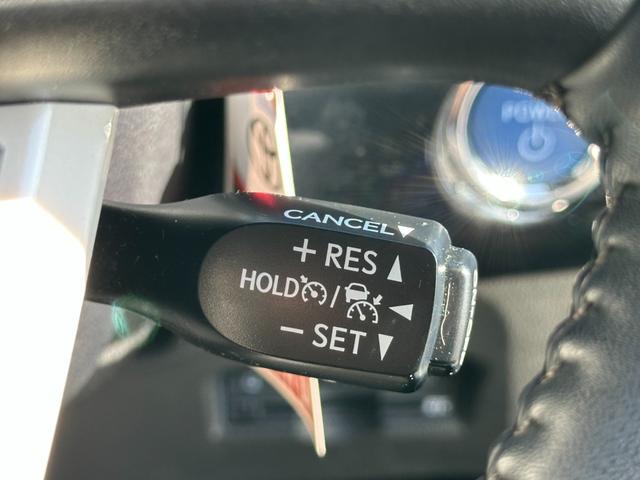 POWER
CANCEL▼
+ RES ▲
HOLD / ◀
− SET ▼